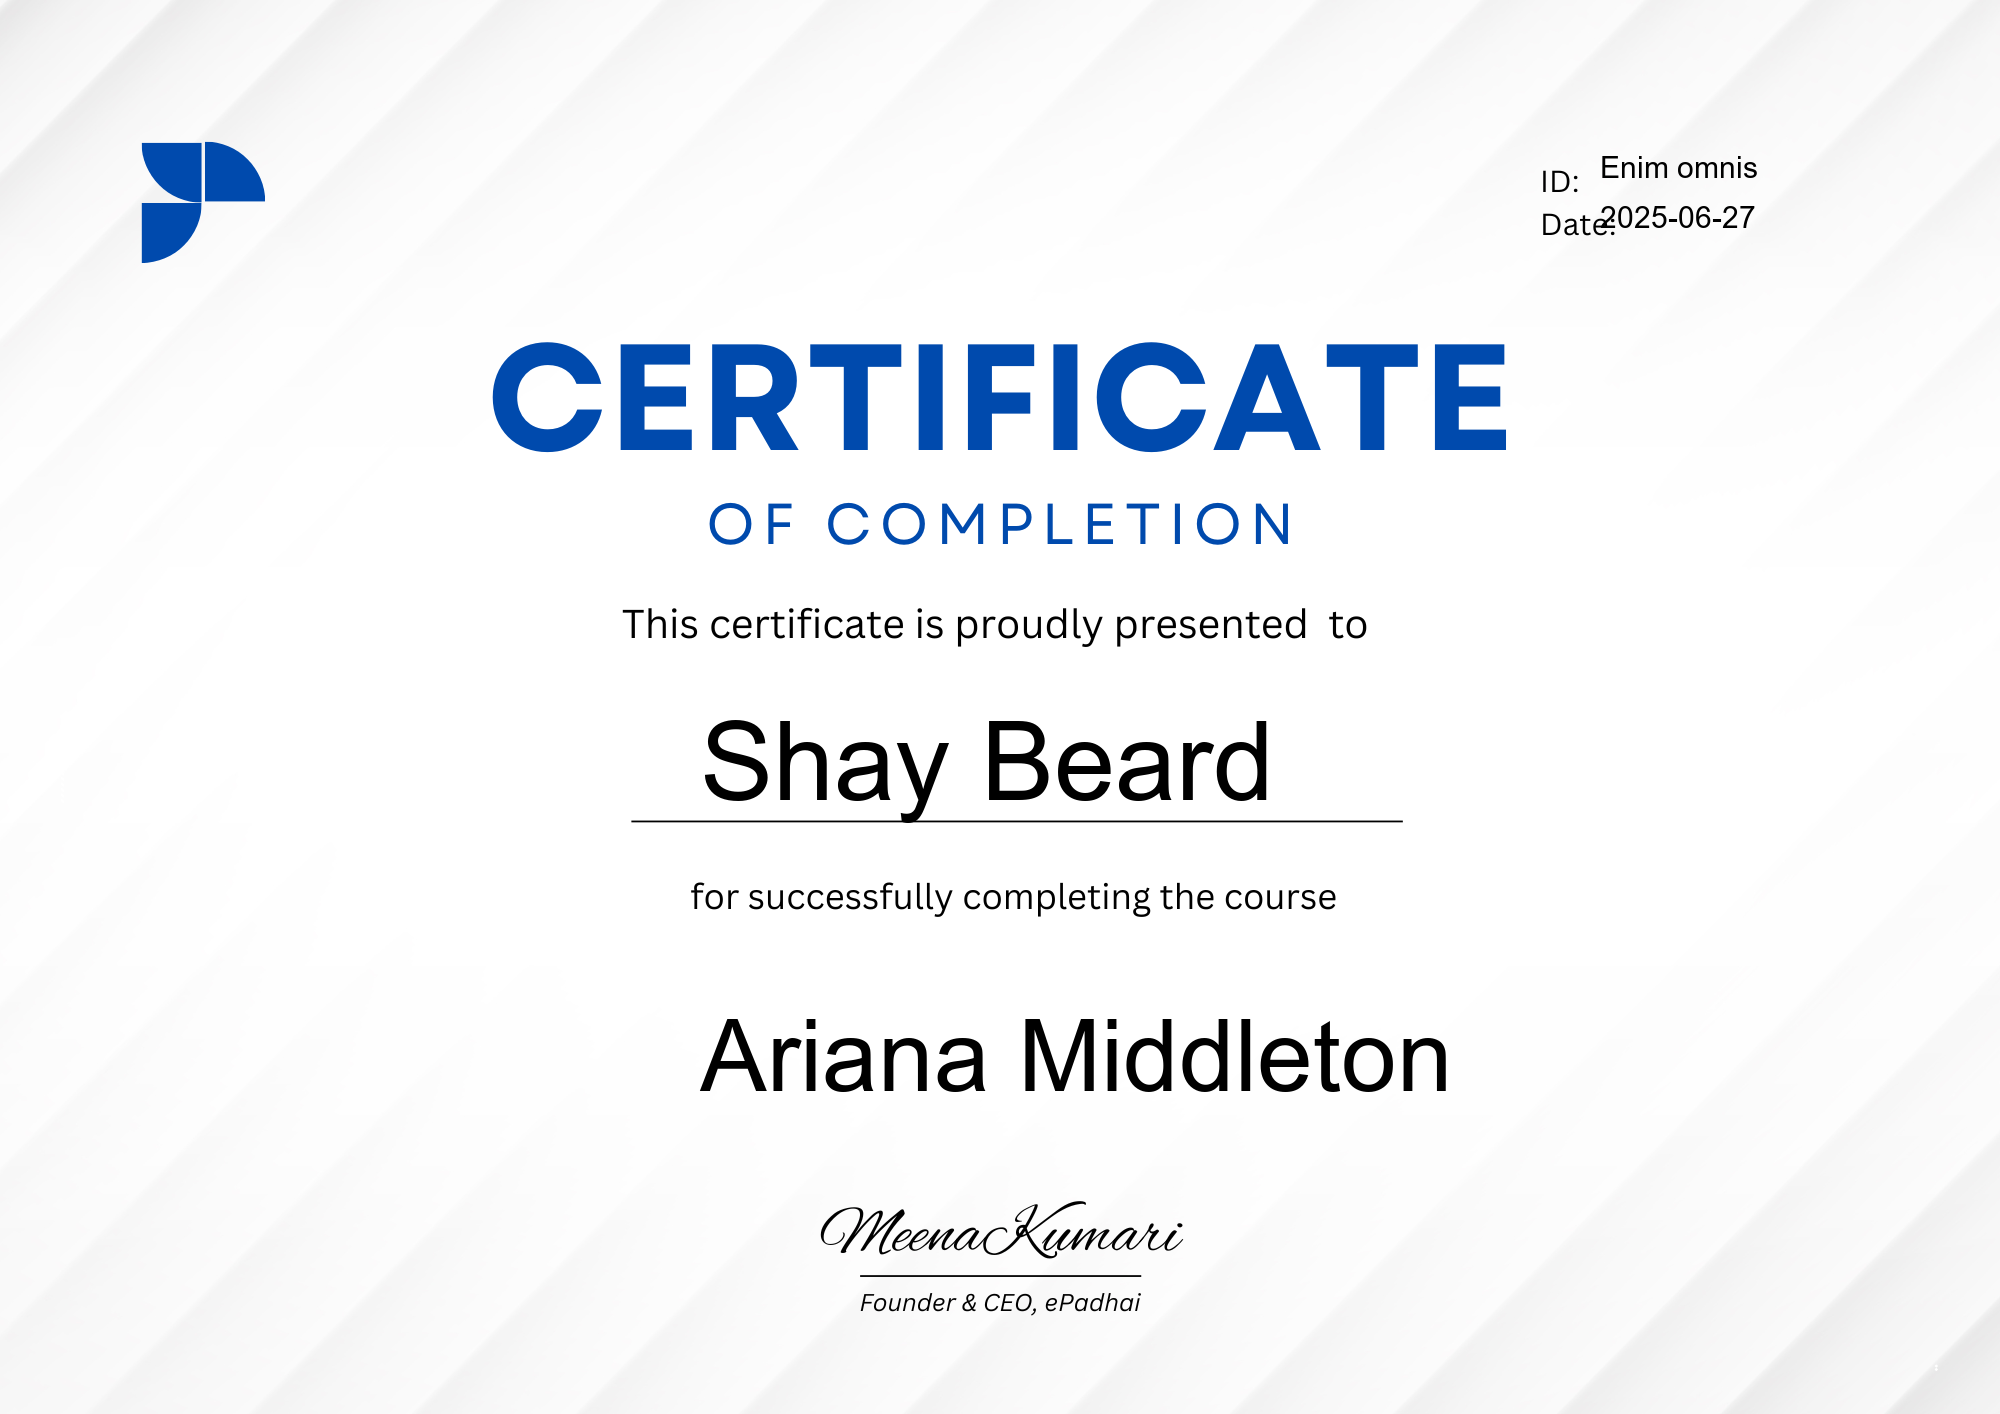 ID: Enim omnis
Date: 2025-06-27
CERTIFICATE
OF COMPLETION
This certificate is proudly presented to
Shay Beard
for successfully completing the course
Ariana Middleton
MeenaKumari
Founder & CEO, ePadhai